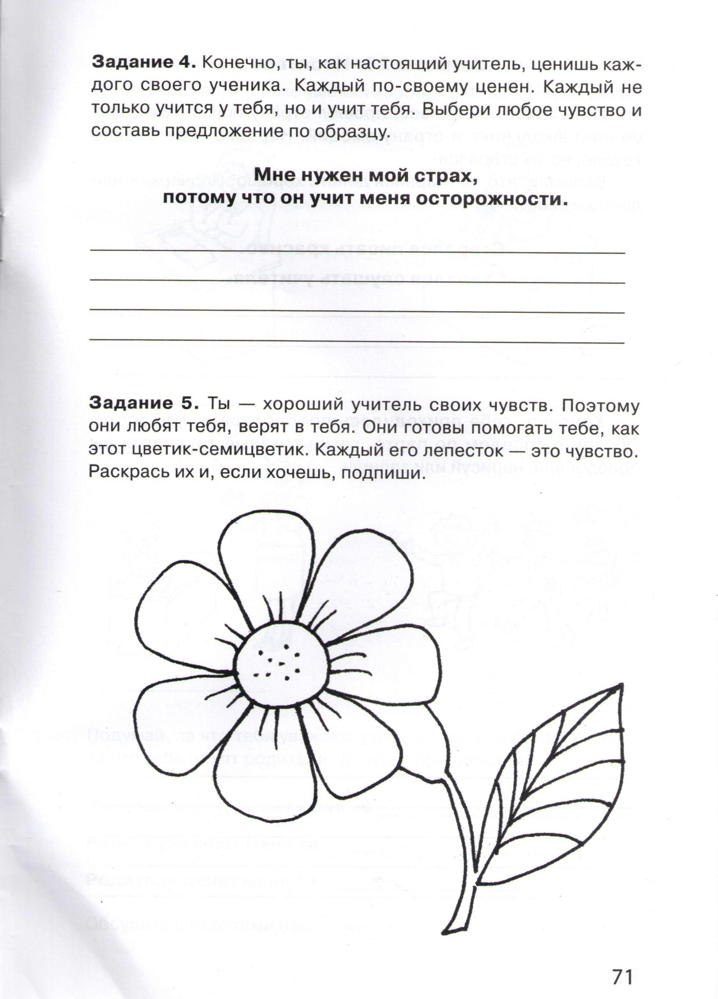 Задание 4. Конечно, ты, как настоящий учитель, ценишь каж-
дого своего ученика. Каждый по-своему ценен. Каждый не
только учится у тебя, но и учит тебя. Выбери любое чувство и
составь предложение по образцу.
Мне нужен мой страх,
потому что он учит меня осторожности.
Задание 5. Ты — хороший учитель своих чувств. Поэтому
они любят тебя, верят в тебя. Они готовы помогать тебе, как
этот цветик-семицветик. Каждый его лепесток — это чувство.
Раскрась их и, если хочешь, подпиши.
71